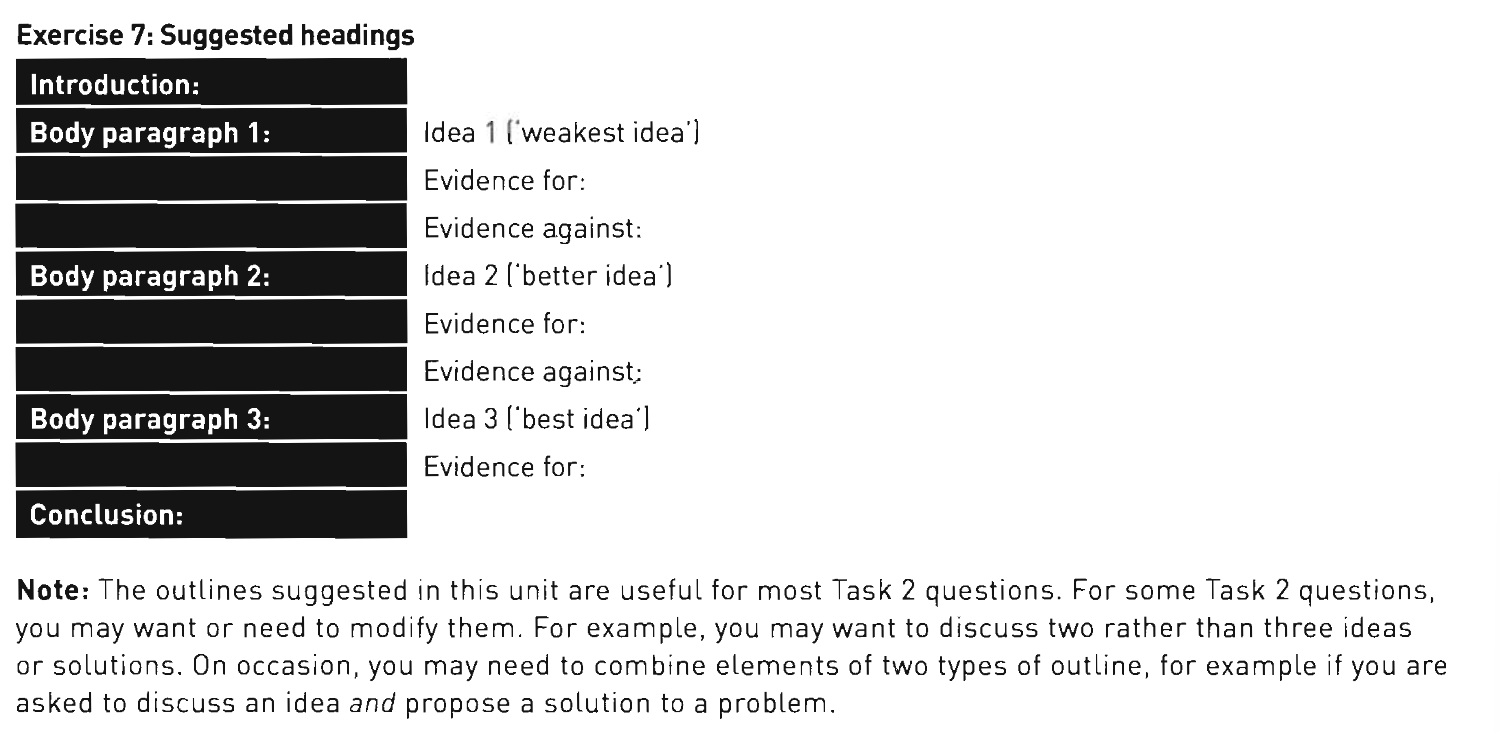 Exercise 7: Suggested headings
Introduction:
Body paragraph 1: Idea 1 ('weakest idea')
Evidence for:
Evidence against:
Body paragraph 2: Idea 2 ('better idea')
Evidence for:
Evidence against:
Body paragraph 3: Idea 3 ('best idea')
Evidence for:
Conclusion:
Note: The outlines suggested in this unit are useful for most Task 2 questions. For some Task 2 questions,
you may want or need to modify them. For example, you may want to discuss two rather than three ideas
or solutions. On occasion, you may need to combine elements of two types of outline, for example if you are
asked to discuss an idea and propose a solution to a problem.